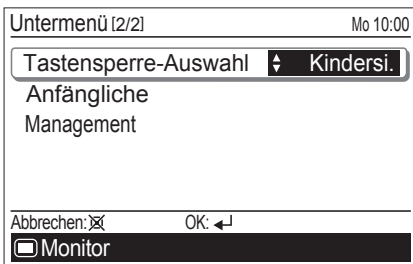 Untermenü [2/2] Mo 10:00
Tastensperre-Auswahl Kindersi.
Anfängliche
Management
Abbrechen: OK:
Monitor